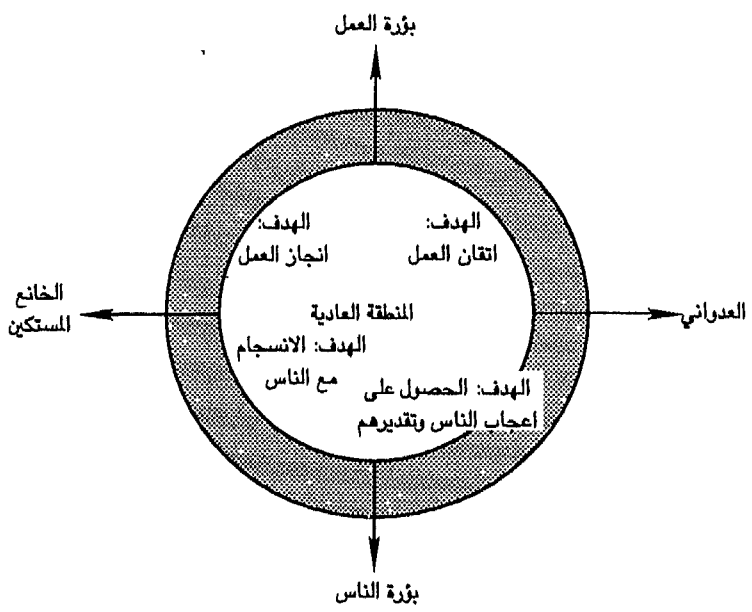 بؤرة العمل
الهدف:
اتقان العمل
الهدف:
انجاز العمل
العدواني
المنطقة العادية
الخانع
المستكين
الهدف: الانسجام
مع الناس
الهدف: الحصول على
اعجاب الناس وتقديرهم
بؤرة الناس